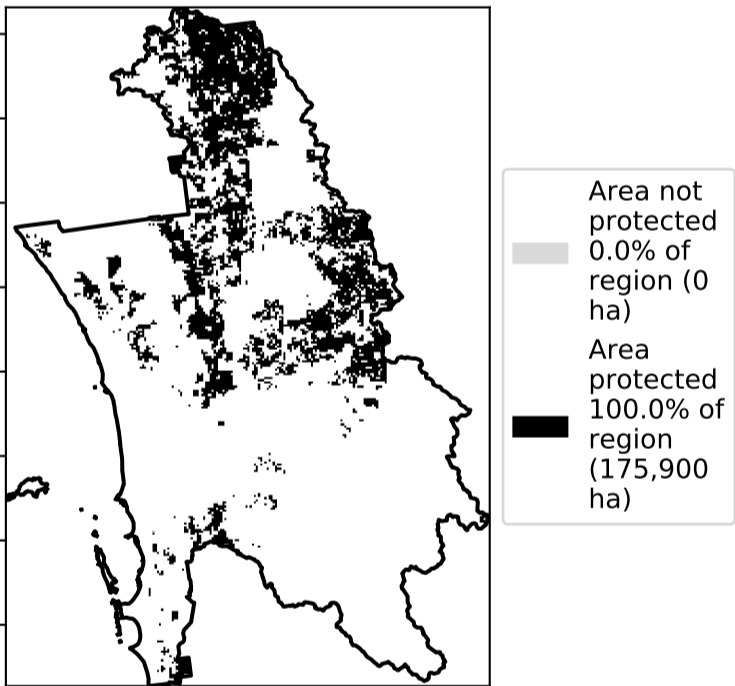 Area not
protected
0.0% of
region (0
ha)
Area
protected
100.0% of
region
(175,900
ha)